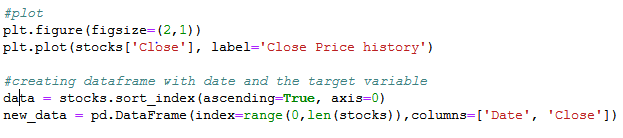 #plot
plt.figure(figsize=(2,1))
plt.plot(stocks['Close'], label='Close Price history')
#creating dataframe with date and the target variable
data = stocks.sort_index(ascending=True, axis=0)
new_data = pd.DataFrame(index=range(0,len(stocks)),columns=['Date', 'Close'])